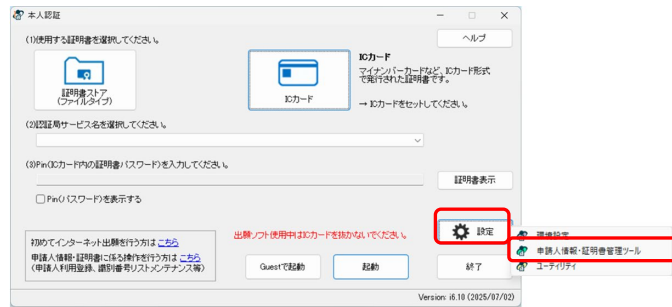 本人認証
(1)使用する証明書を選択してください。
ヘルプ
証明書ストア
(ファイルタイプ)
ICカード
ICカード
マイナンバーカードなど、ICカード形式
で発行された証明書です。
→ ICカードをセットしてください。
(2)認証局サービス名を選択してください。
(3)Pin(ICカード内の証明書パスワード)を入力してください。
証明書表示
Pin(パスワード)を表示する
出願ソフト使用中はICカードを抜かないでください。
設定
環境設定
申請人情報・証明書管理ツール
ユーティリティ
初めてインターネット出願を行う方は こちら
申請人情報・証明書に係る操作を行う方は こちら
(申請人利用登録、識別番号リストメンテナンス等)
Guestで起動
起動
終了
Version: i6.10 (2025/07/02)